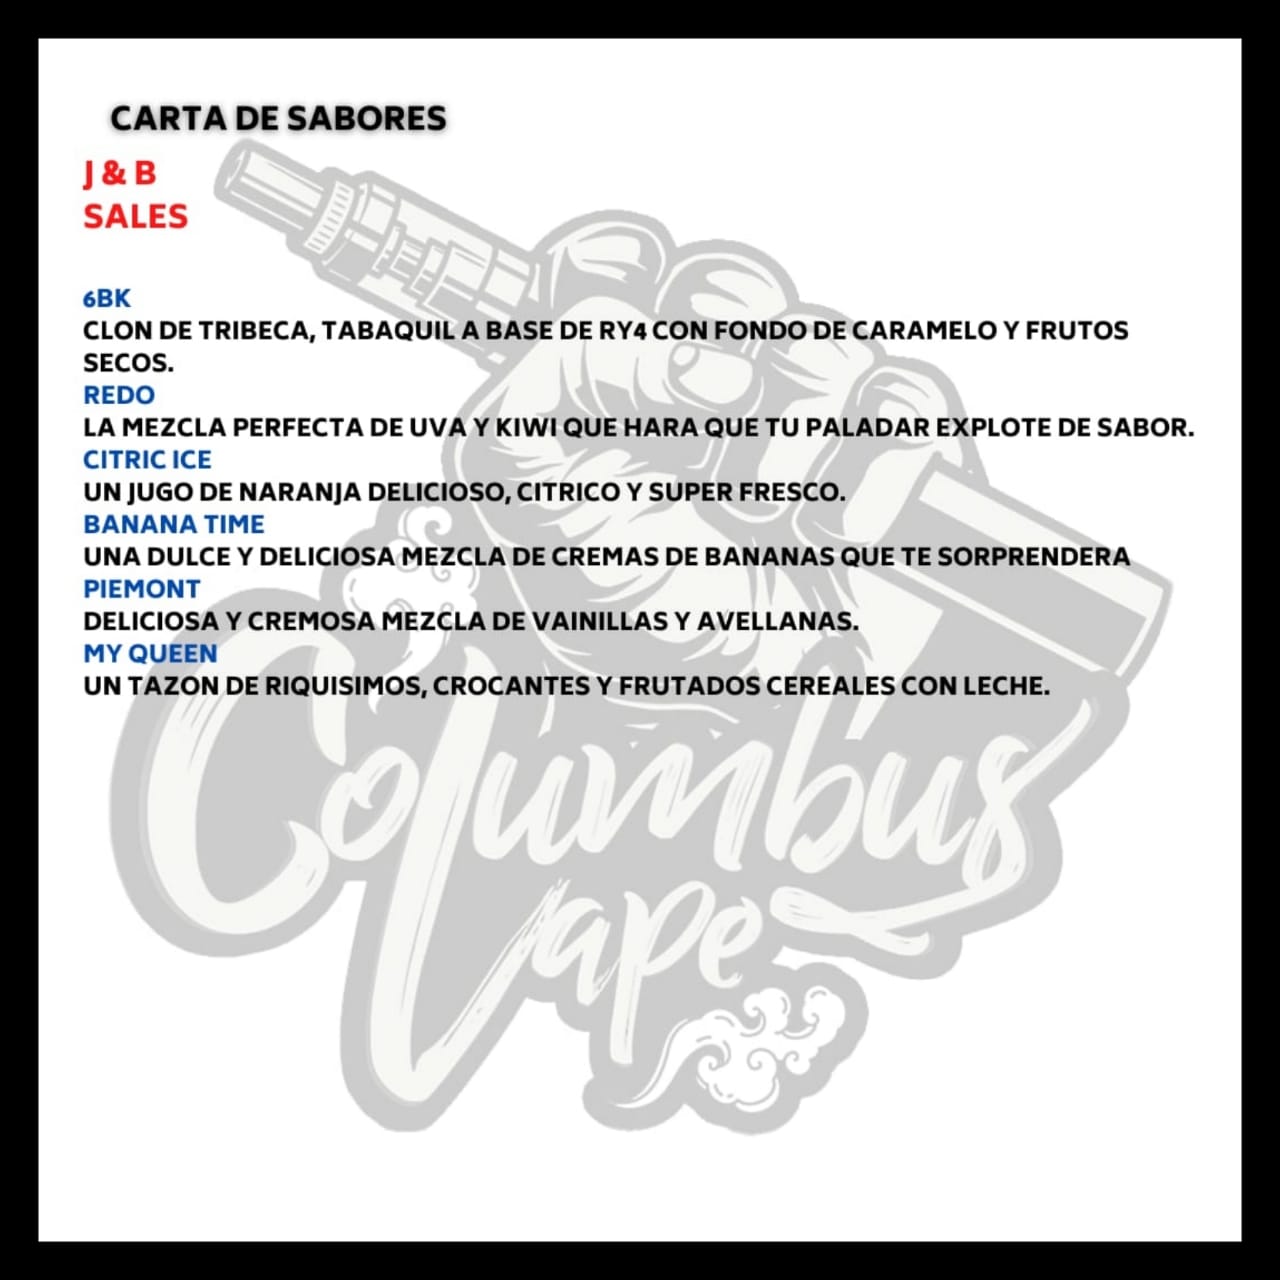 CARTA DE SABORES
J & B
SALES
6BK
CLON DE TRIBECA, TABAQUIL A BASE DE RY4 CON FONDO DE CARAMELO Y FRUTOS
SECOS.
REDO
LA MEZCLA PERFECTA DE UVA Y KIWI QUE HARA QUE TU PALADAR EXPLOTE DE SABOR.
CITRIC ICE
UN JUGO DE NARANJA DELICIOSO, CITRICO Y SUPER FRESCO.
BANANA TIME
UNA DULCE Y DELICIOSA MEZCLA DE CREMAS DE BANANAS QUE TE SORPRENDERA
PIEMONT
DELICIOSA Y CREMOSA MEZCLA DE VAINILLAS Y AVELLANAS.
MY QUEEN
UN TAZON DE RIQUISIMOS, CROCANTES Y FRUTADOS CEREALES CON LECHE.
Columbus
Vape